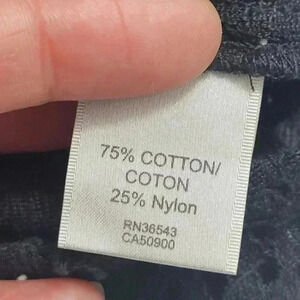 75% COTTON/
COTON
25% Nylon
RN36543
CA50900